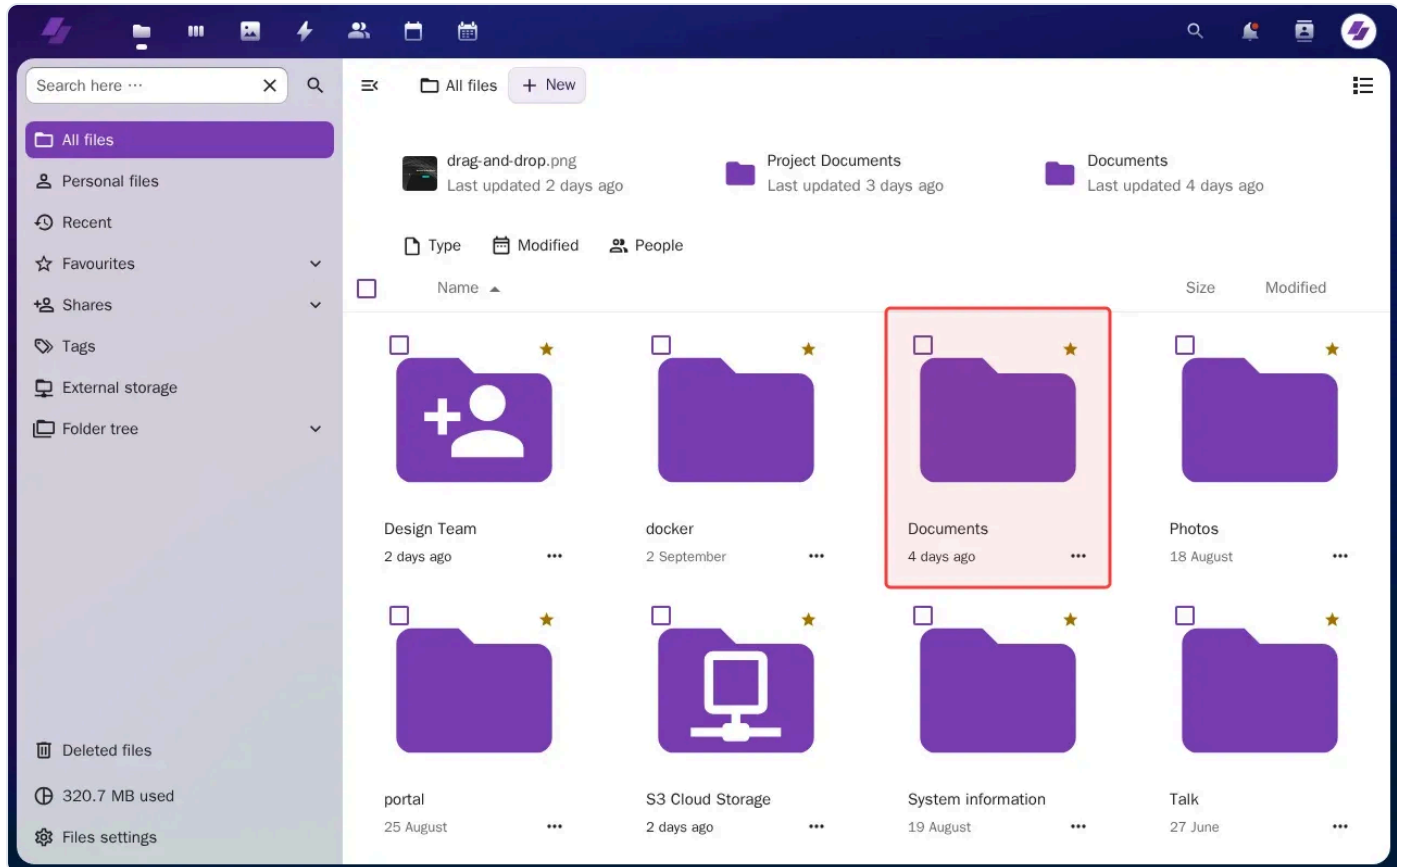 Search here ···
All files
+ New
All files
Personal files
Recent
Favourites
Shares
Tags
External storage
Folder tree
Deleted files
320.7 MB used
Files settings
drag-and-drop.png
Last updated 2 days ago
Project Documents
Last updated 3 days ago
Documents
Last updated 4 days ago
Type Modified People
Name Size Modified
Design Team
2 days ago
docker
2 September
Documents
4 days ago
Photos
18 August
portal
25 August
S3 Cloud Storage
2 days ago
System information
19 August
Talk
27 June